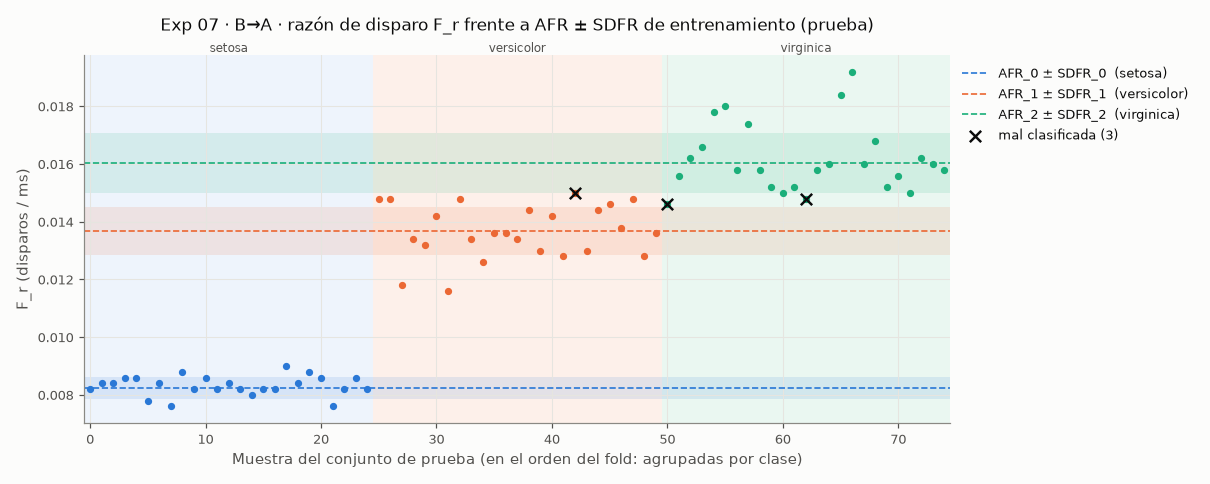 Exp 07 · B→A · razón de disparo F_r frente a AFR ± SDFR de entrenamiento (prueba)
setosa
versicolor
virginica
AFR_0 ± SDFR_0 (setosa)
AFR_1 ± SDFR_1 (versicolor)
AFR_2 ± SDFR_2 (virginica)
mal clasificada (3)
F_r (disparos / ms)
0.018
0.016
0.014
0.012
0.010
0.008
0 10 20 30 40 50 60 70
Muestra del conjunto de prueba (en el orden del fold: agrupadas por clase)